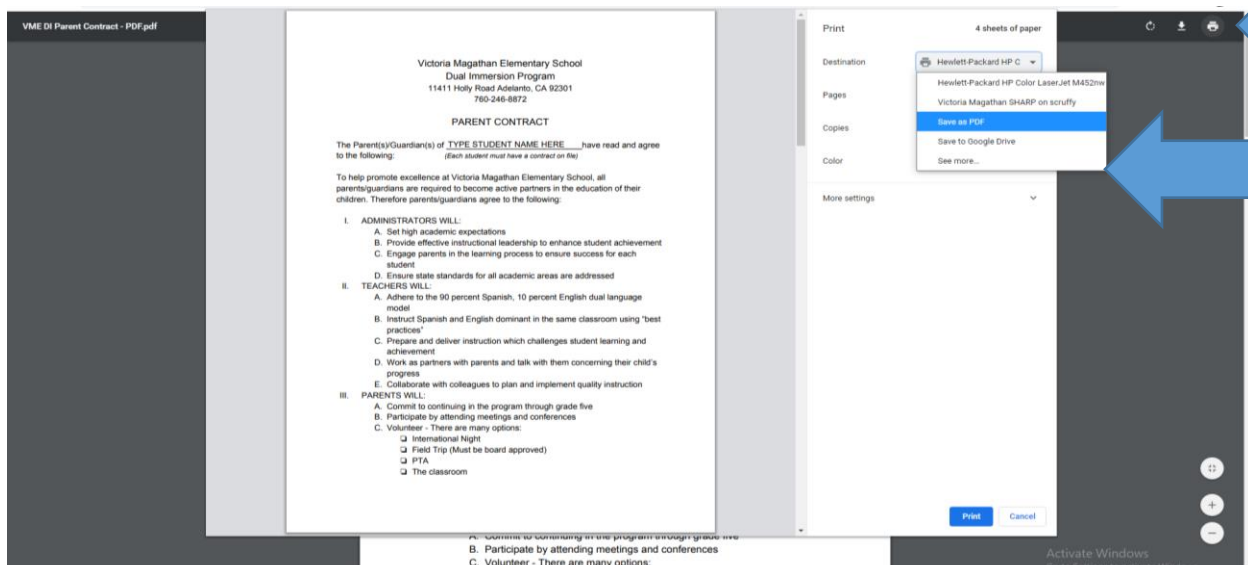 VME DI Parent Contract - PDF.pdf
Victoria Magathan Elementary School
Dual Immersion Program
11411 Holly Road Adelanto, CA 92301
760-246-8872
PARENT CONTRACT
The Parent(s)/Guardian(s) of TYPE STUDENT NAME HERE have read and agree
to the following: (Each student must have a contract on file)
To help promote excellence at Victoria Magathan Elementary School, all
parents/guardians are required to become active partners in the education of their
children. Therefore parents/guardians agree to the following:
I. ADMINISTRATORS WILL:
A. Set high academic expectations
B. Provide effective instructional leadership to enhance student achievement
C. Engage parents in the learning process to ensure success for each
student
D. Ensure state standards for all academic areas are addressed
II. TEACHERS WILL:
A. Adhere to the 90 percent Spanish, 10 percent English dual language
model
B. Instruct Spanish and English dominant in the same classroom using "best
practices"
C. Prepare and deliver instruction which challenges student learning and
achievement
D. Work as partners with parents and talk with them concerning their child's
progress
E. Collaborate with colleagues to plan and implement quality instruction
III. PARENTS WILL:
A. Commit to continuing in the program through grade five
B. Participate by attending meetings and conferences
C. Volunteer - There are many options:
❑ International Night
❑ Field Trip (Must be board approved)
❑ PTA
❑ The classroom
Print 4 sheets of paper
Destination Hewlett-Packard HP C
Hewlett-Packard HP Color LaserJet M452nw
Pages
Victoria Magathan SHARP on scruffy
Save as PDF
Copies
Save to Google Drive
Color See more...
More settings
Print Cancel
A. Commit to continuing in the program through grade five
B. Participate by attending meetings and conferences
C. Volunteer - There are many options:
Activate Windows